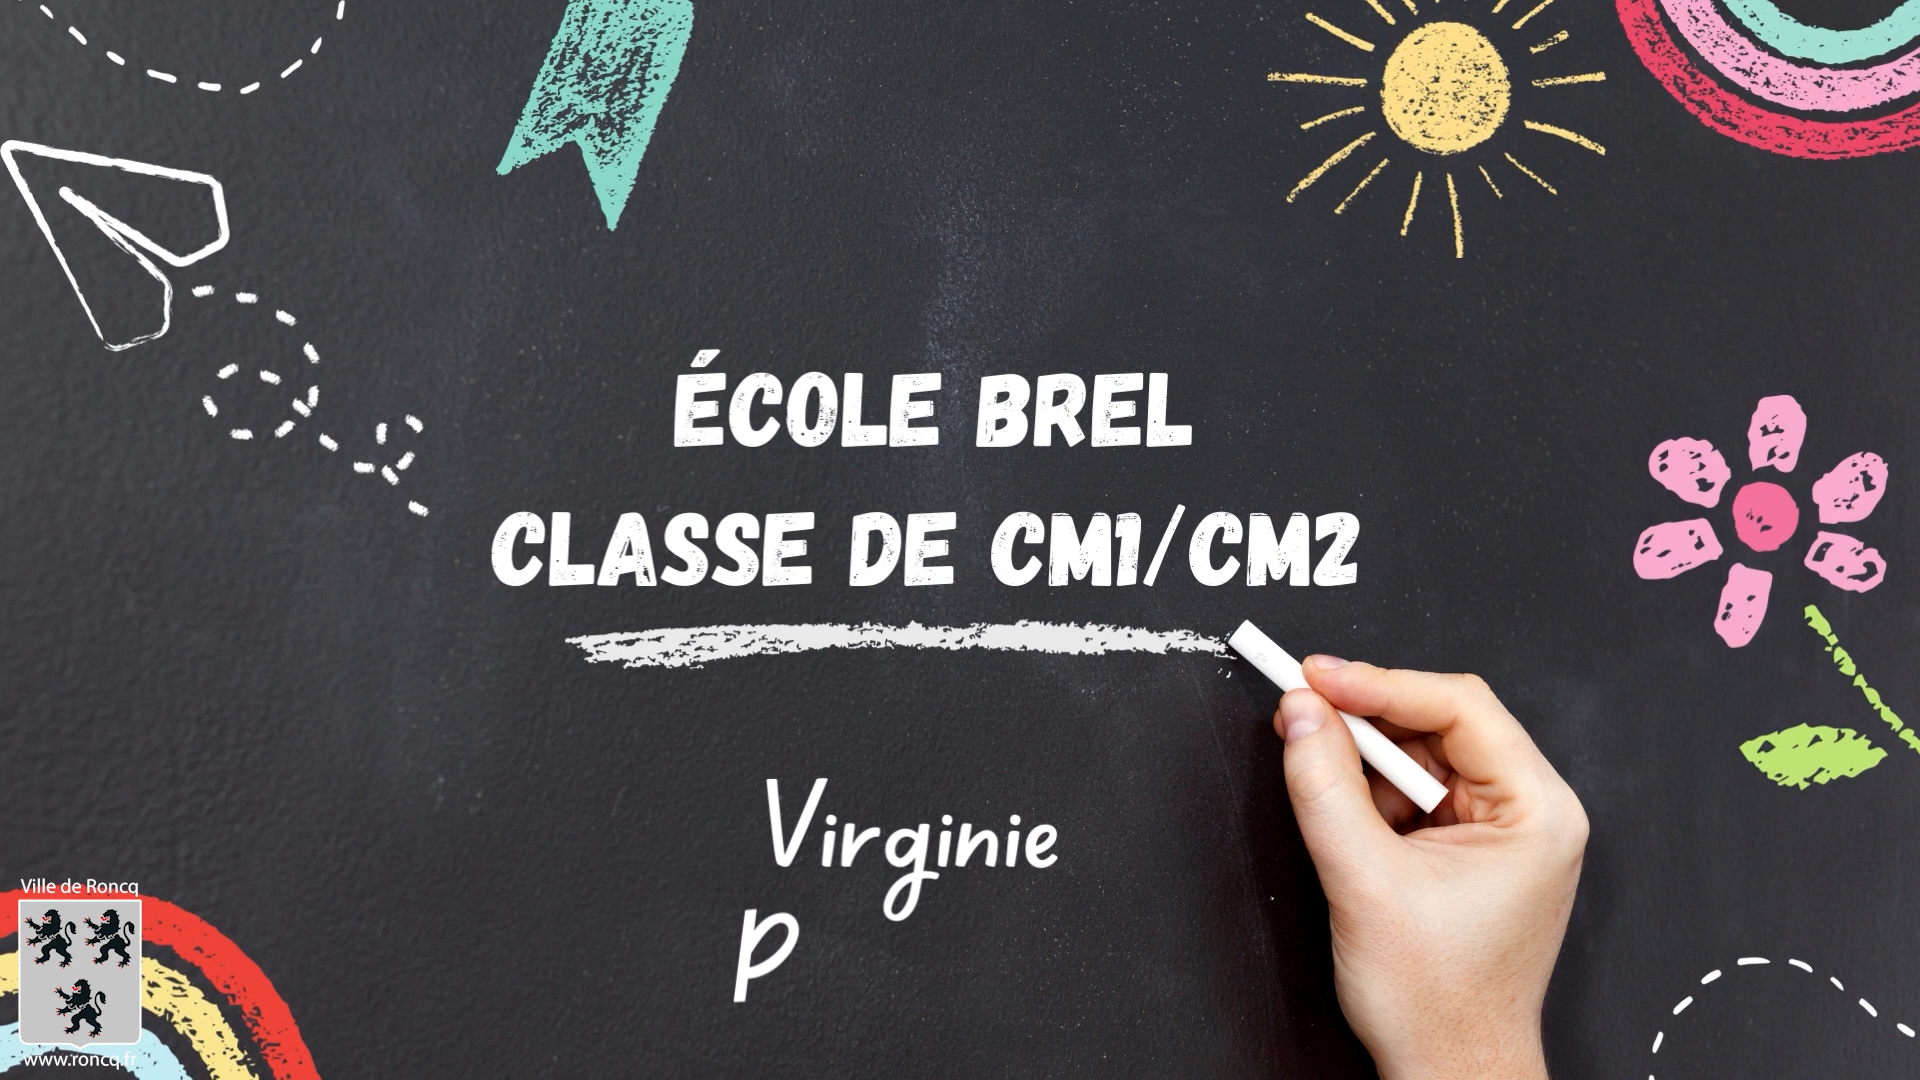 ÉCOLE BREL
CLASSE DE CM1/CM2
Virginie
P
Ville de Roncq
www.roncq.fr